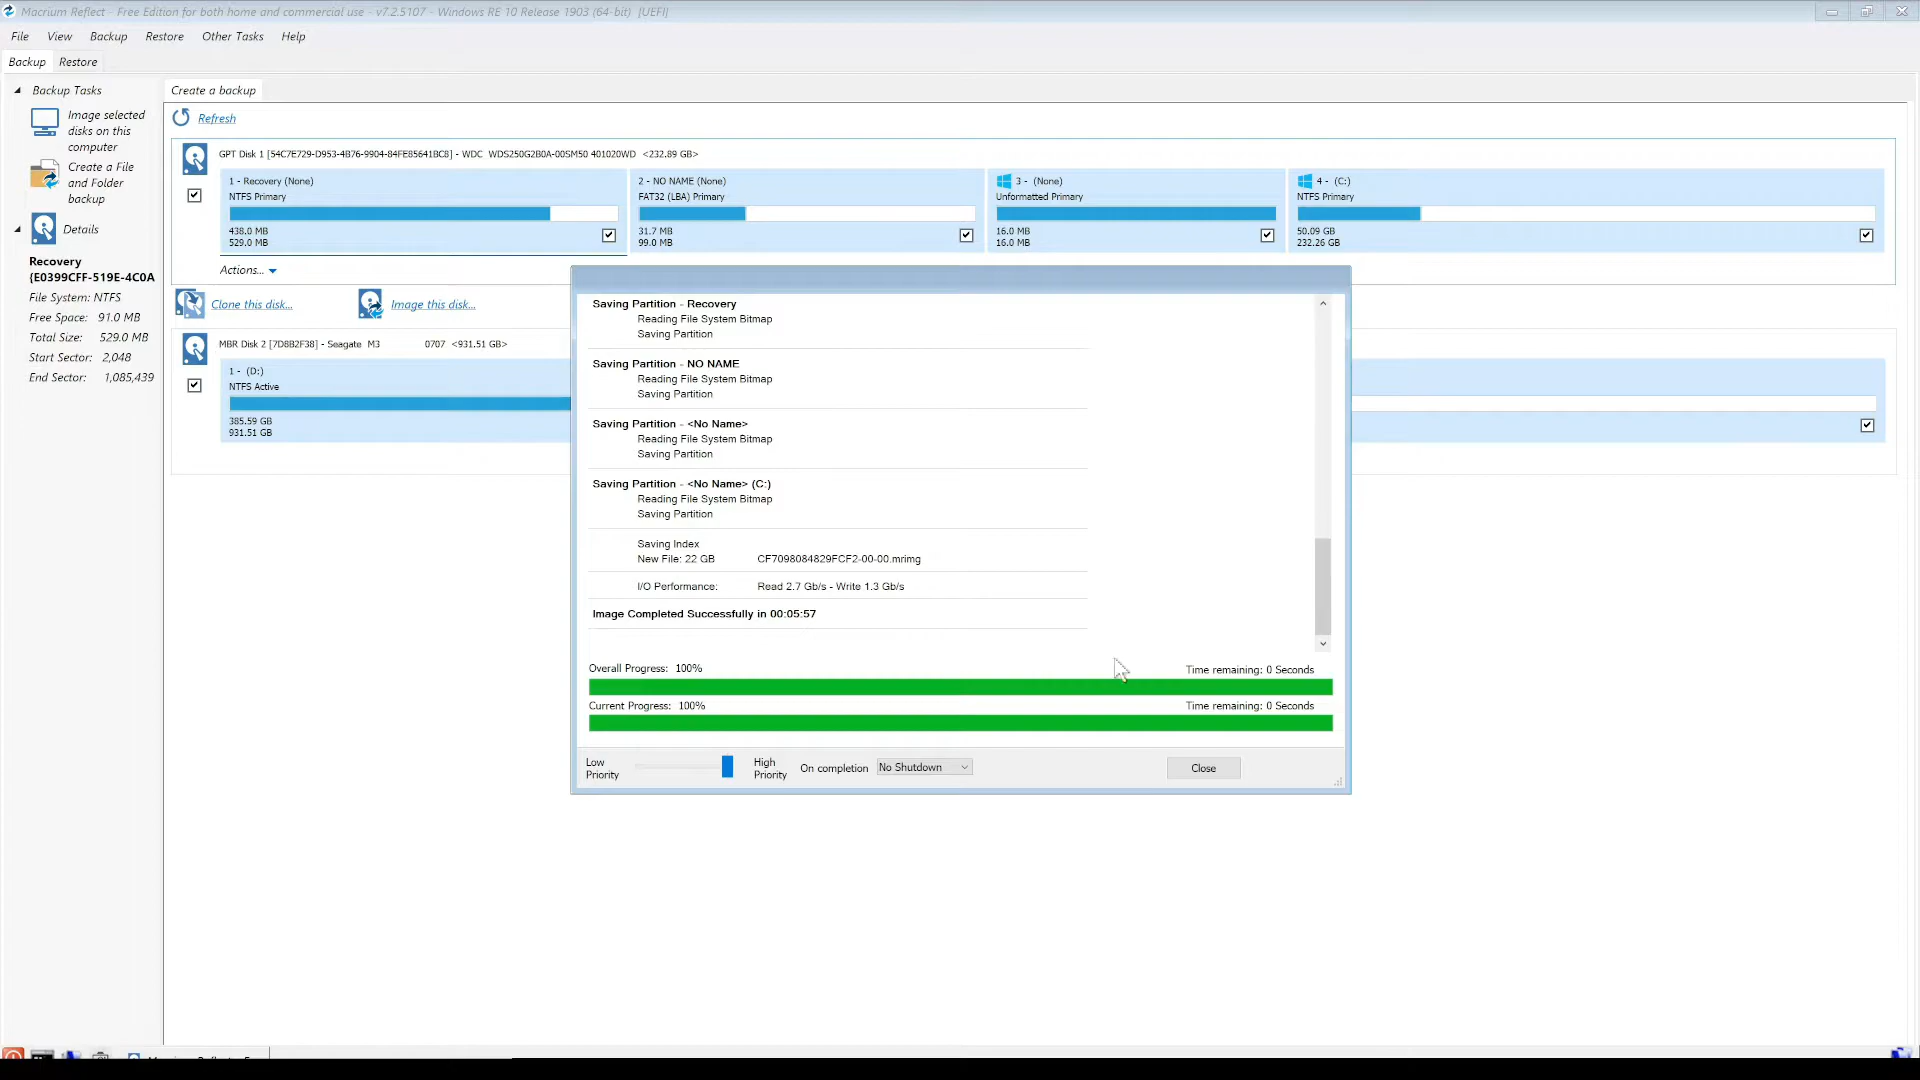 Macrium Reflect - Free Edition for both home and commercial use - v7.2.5107 - Windows RE 10 Release 1903 (64-bit)  [UEFI]
File View Backup Restore Other Tasks Help
Backup Restore
Backup Tasks
Image selected
disks on this
computer
Create a File
and Folder
backup
Details
Recovery
{E0399CFF-519E-4C0A
File System: NTFS
Free Space: 91.0 MB
Total Size: 529.0 MB
Start Sector: 2,048
End Sector: 1,085,439
Create a backup
Refresh
GPT Disk 1 [54C7E729-D953-4B76-9904-84FE85641BC8] - WDC WDS250G2B0A-00SM50 401020WD <232.89 GB>
1 - Recovery (None)
NTFS Primary
438.0 MB
529.0 MB
2 - NO NAME (None)
FAT32 (LBA) Primary
31.7 MB
99.0 MB
3 - (None)
Unformatted Primary
16.0 MB
16.0 MB
4 - (C:)
NTFS Primary
50.09 GB
232.26 GB
Actions...
Clone this disk... Image this disk...
MBR Disk 2 [7D8B2F38] - Seagate M3 0707 <931.51 GB>
1 - (D:)
NTFS Active
385.59 GB
931.51 GB
Saving Partition - Recovery
Reading File System Bitmap
Saving Partition
Saving Partition - NO NAME
Reading File System Bitmap
Saving Partition
Saving Partition - <No Name>
Reading File System Bitmap
Saving Partition
Saving Partition - <No Name> (C:)
Reading File System Bitmap
Saving Partition
Saving Index
New File: 22 GB CF7098084829FCF2-00-00.mrimg
I/O Performance: Read 2.7 Gb/s - Write 1.3 Gb/s
Image Completed Successfully in 00:05:57
Overall Progress: 100% Time remaining: 0 Seconds
Current Progress: 100% Time remaining: 0 Seconds
Low
Priority
High
Priority
On completion No Shutdown Close